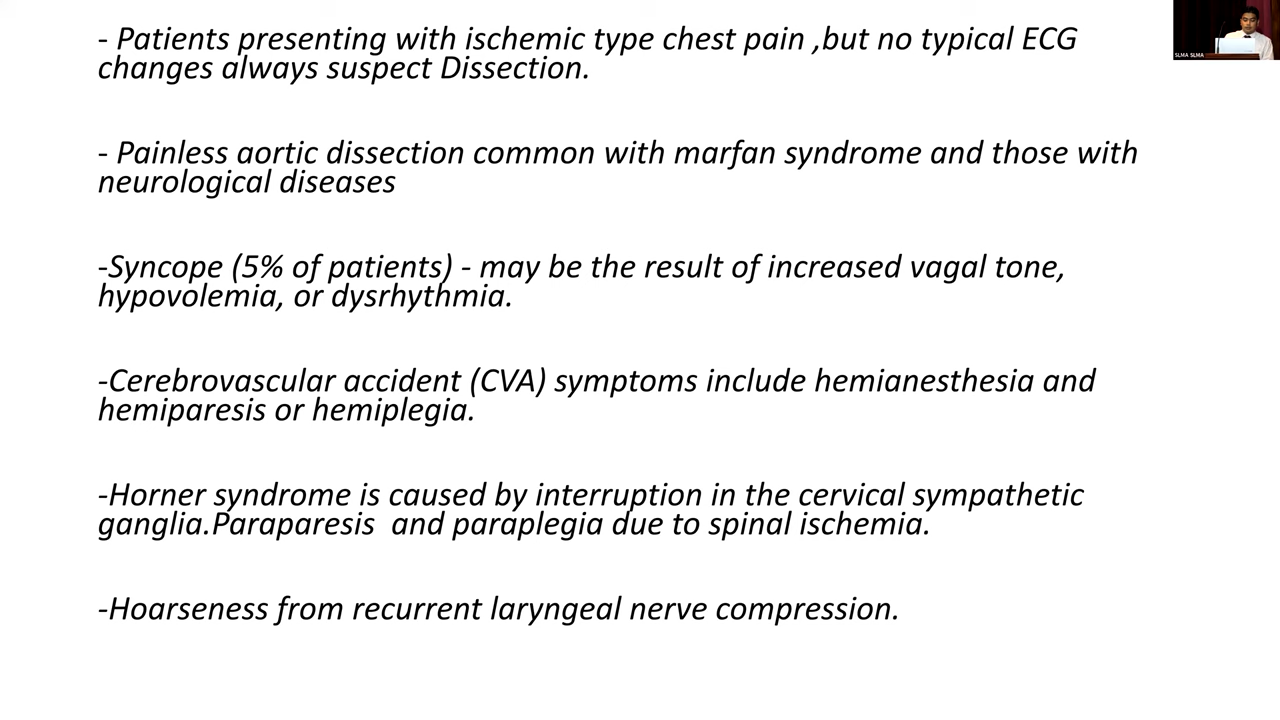 - Patients presenting with ischemic type chest pain ,but no typical ECG
changes always suspect Dissection.
- Painless aortic dissection common with marfan syndrome and those with
neurological diseases
-Syncope (5% of patients) - may be the result of increased vagal tone,
hypovolemia, or dysrhythmia.
-Cerebrovascular accident (CVA) symptoms include hemianesthesia and
hemiparesis or hemiplegia.
-Horner syndrome is caused by interruption in the cervical sympathetic
ganglia.Paraparesis  and paraplegia due to spinal ischemia.
-Hoarseness from recurrent laryngeal nerve compression.
SLMA SLMA